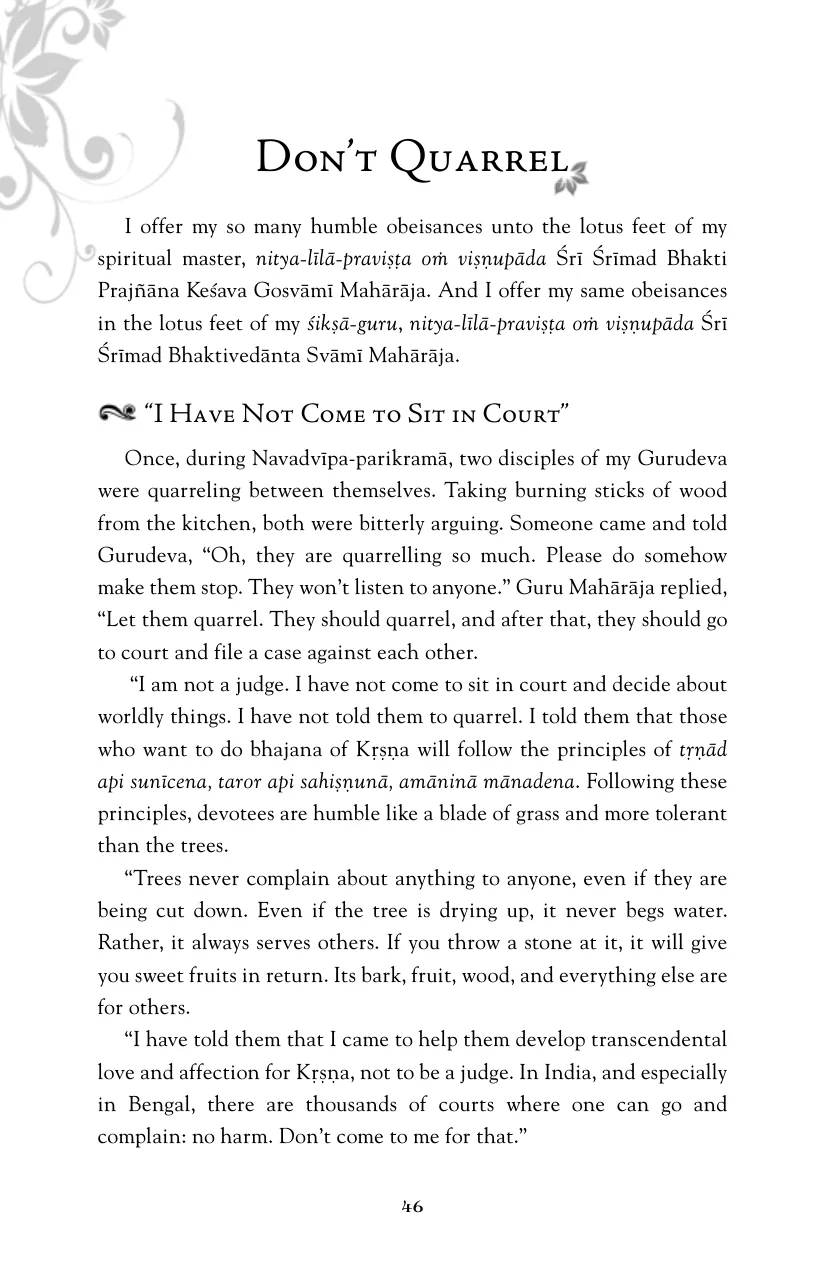 Don't Quarrel
I offer my so many humble obeisances unto the lotus feet of my
spiritual master, nitya-līlā-praviṣṭa oṁ viṣṇupāda Śrī Śrīmad Bhakti
Prajñāna Keśava Gosvāmī Mahārāja. And I offer my same obeisances
in the lotus feet of my śikṣā-guru, nitya-līlā-praviṣṭa oṁ viṣṇupāda Śrī
Śrīmad Bhaktivedānta Svāmī Mahārāja.
“I Have Not Come to Sit in Court”
Once, during Navadvīpa-parikramā, two disciples of my Gurudeva
were quarreling between themselves. Taking burning sticks of wood
from the kitchen, both were bitterly arguing. Someone came and told
Gurudeva, “Oh, they are quarrelling so much. Please do somehow
make them stop. They won’t listen to anyone.” Guru Mahārāja replied,
“Let them quarrel. They should quarrel, and after that, they should go
to court and file a case against each other.
“I am not a judge. I have not come to sit in court and decide about
worldly things. I have not told them to quarrel. I told them that those
who want to do bhajana of Kṛṣṇa will follow the principles of tṛṇād
api sunīcena, taror api sahiṣṇunā, amāninā mānadena. Following these
principles, devotees are humble like a blade of grass and more tolerant
than the trees.
“Trees never complain about anything to anyone, even if they are
being cut down. Even if the tree is drying up, it never begs water.
Rather, it always serves others. If you throw a stone at it, it will give
you sweet fruits in return. Its bark, fruit, wood, and everything else are
for others.
“I have told them that I came to help them develop transcendental
love and affection for Kṛṣṇa, not to be a judge. In India, and especially
in Bengal, there are thousands of courts where one can go and
complain: no harm. Don’t come to me for that.”
46